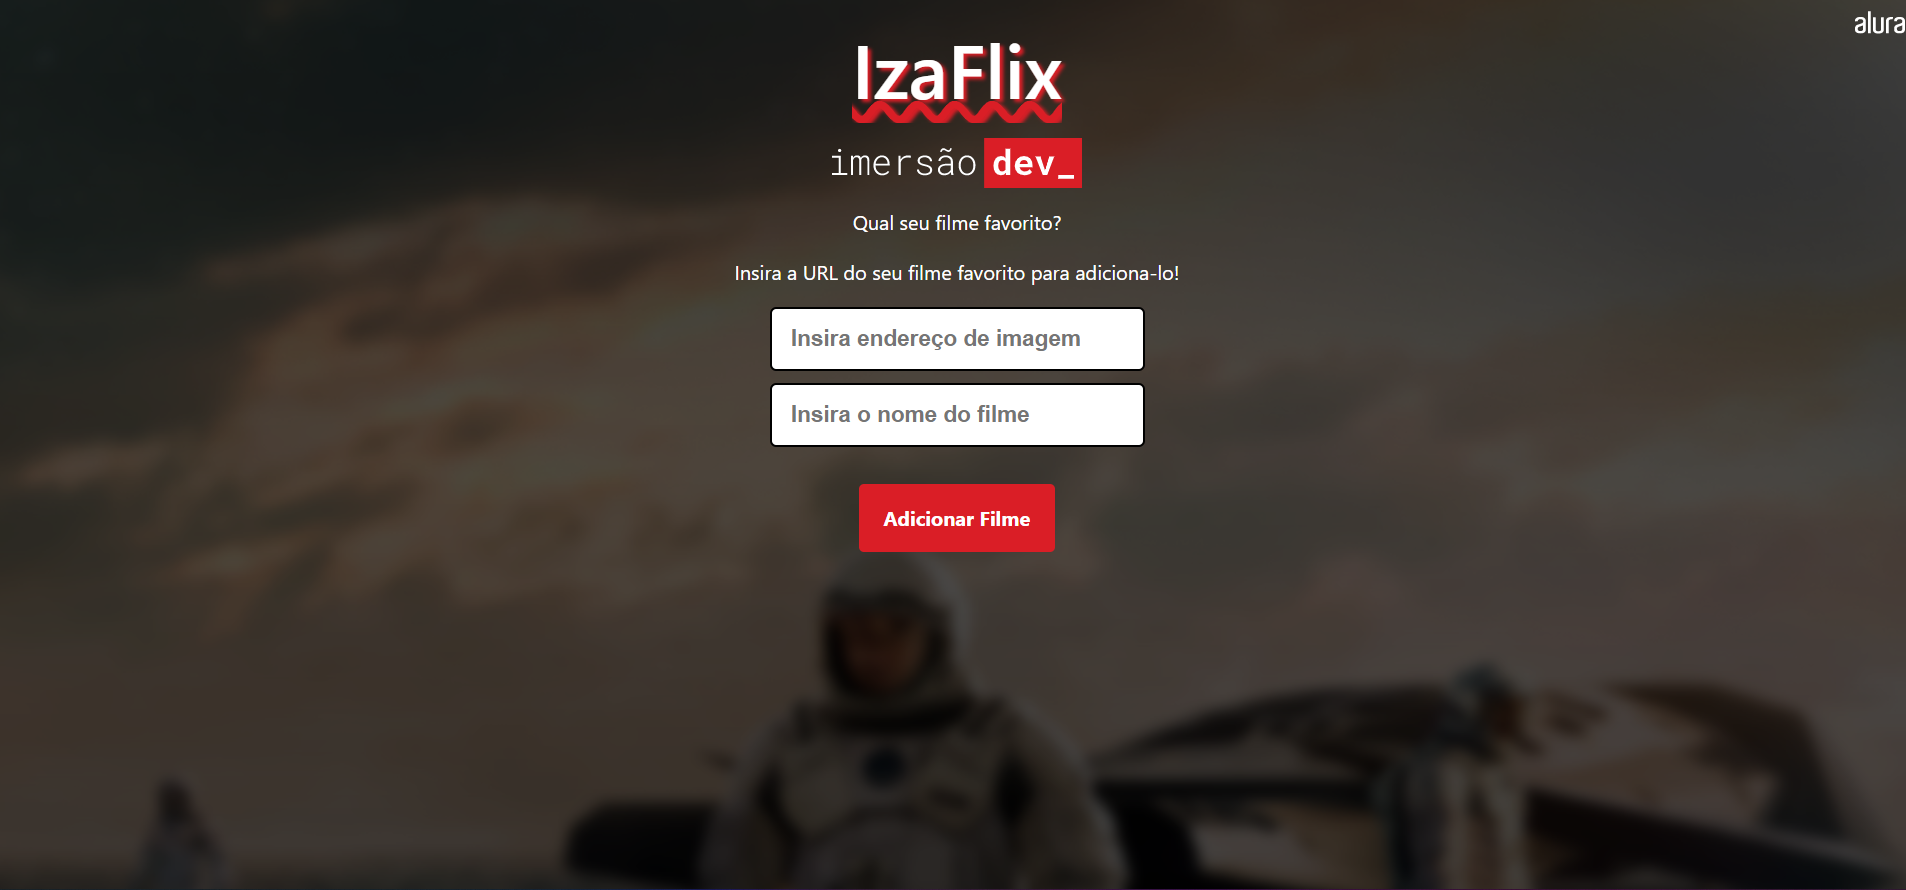 alura
IzaFlix
imersão dev_
Qual seu filme favorito?
Insira a URL do seu filme favorito para adiciona-lo!
Insira endereço de imagem
Insira o nome do filme
Adicionar Filme